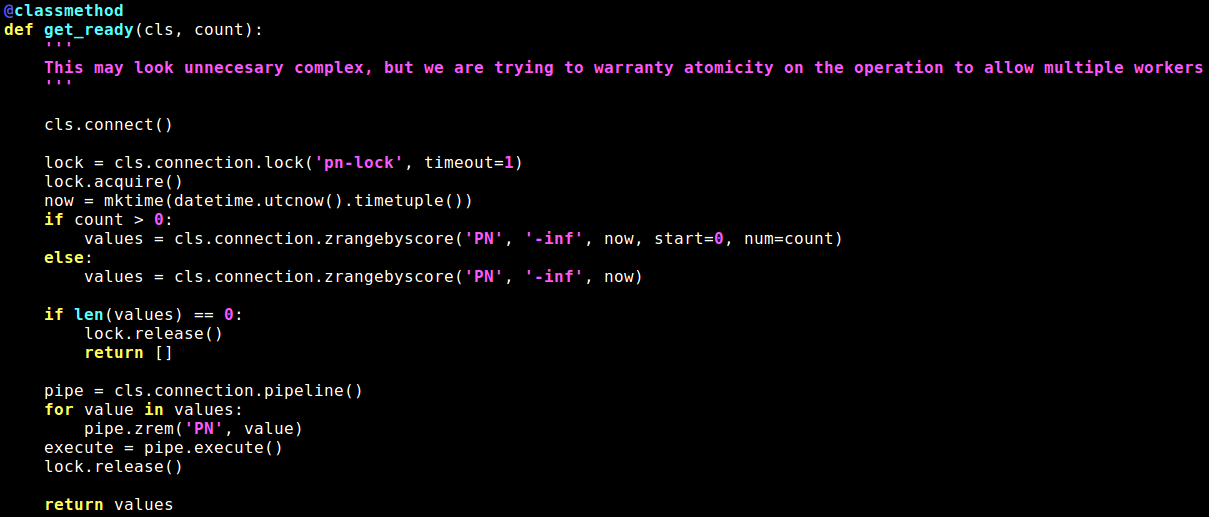 @classmethod
def get_ready(cls, count):
    '''
    This may look unnecesary complex, but we are trying to warranty atomicity on the operation to allow multiple workers
    '''

    cls.connect()

    lock = cls.connection.lock('pn-lock', timeout=1)
    lock.acquire()
    now = mktime(datetime.utcnow().timetuple())
    if count > 0:
        values = cls.connection.zrangebyscore('PN', '-inf', now, start=0, num=count)
    else:
        values = cls.connection.zrangebyscore('PN', '-inf', now)

    if len(values) == 0:
        lock.release()
        return []

    pipe = cls.connection.pipeline()
    for value in values:
        pipe.zrem('PN', value)
    execute = pipe.execute()
    lock.release()

    return values